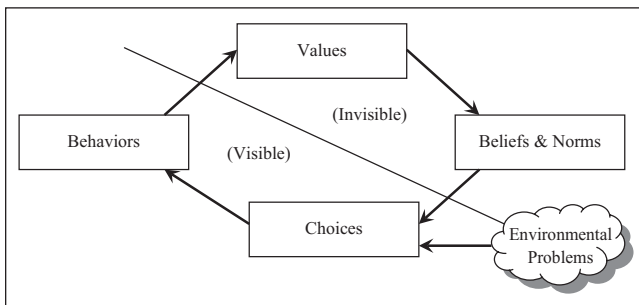 Values
(Invisible)
Behaviors
(Visible)
Beliefs & Norms
Choices
Environmental
Problems